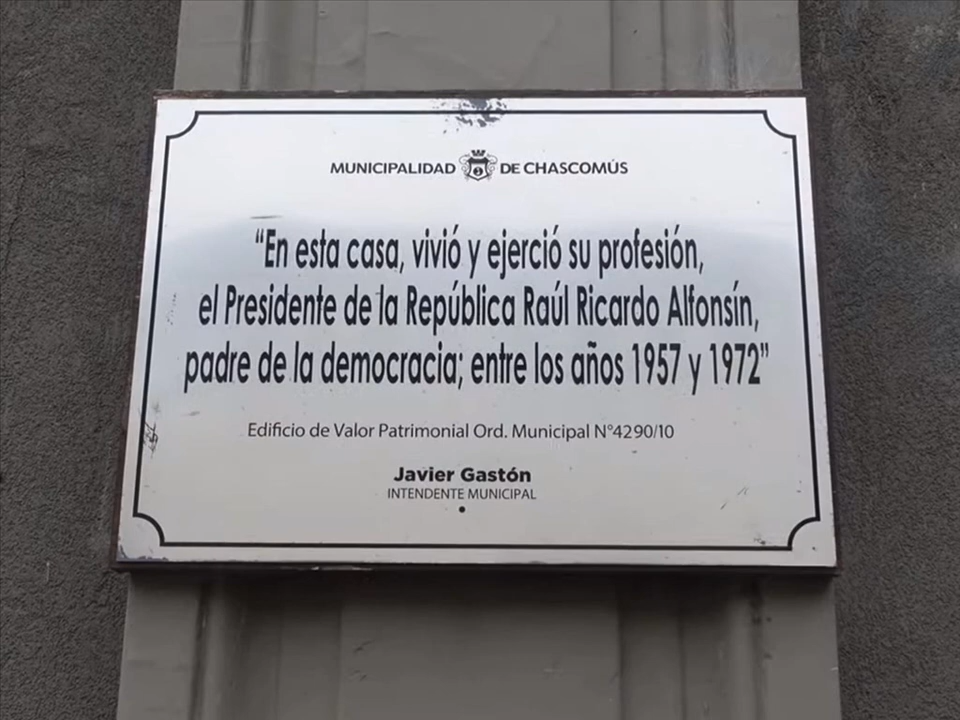 MUNICIPALIDAD DE CHASCOMÚS
“En esta casa, vivió y ejerció su profesión,
el Presidente de la República Raúl Ricardo Alfonsín,
padre de la democracia; entre los años 1957 y 1972”
Edificio de Valor Patrimonial Ord. Municipal N°4290/10
Javier Gastón
INTENDENTE MUNICIPAL